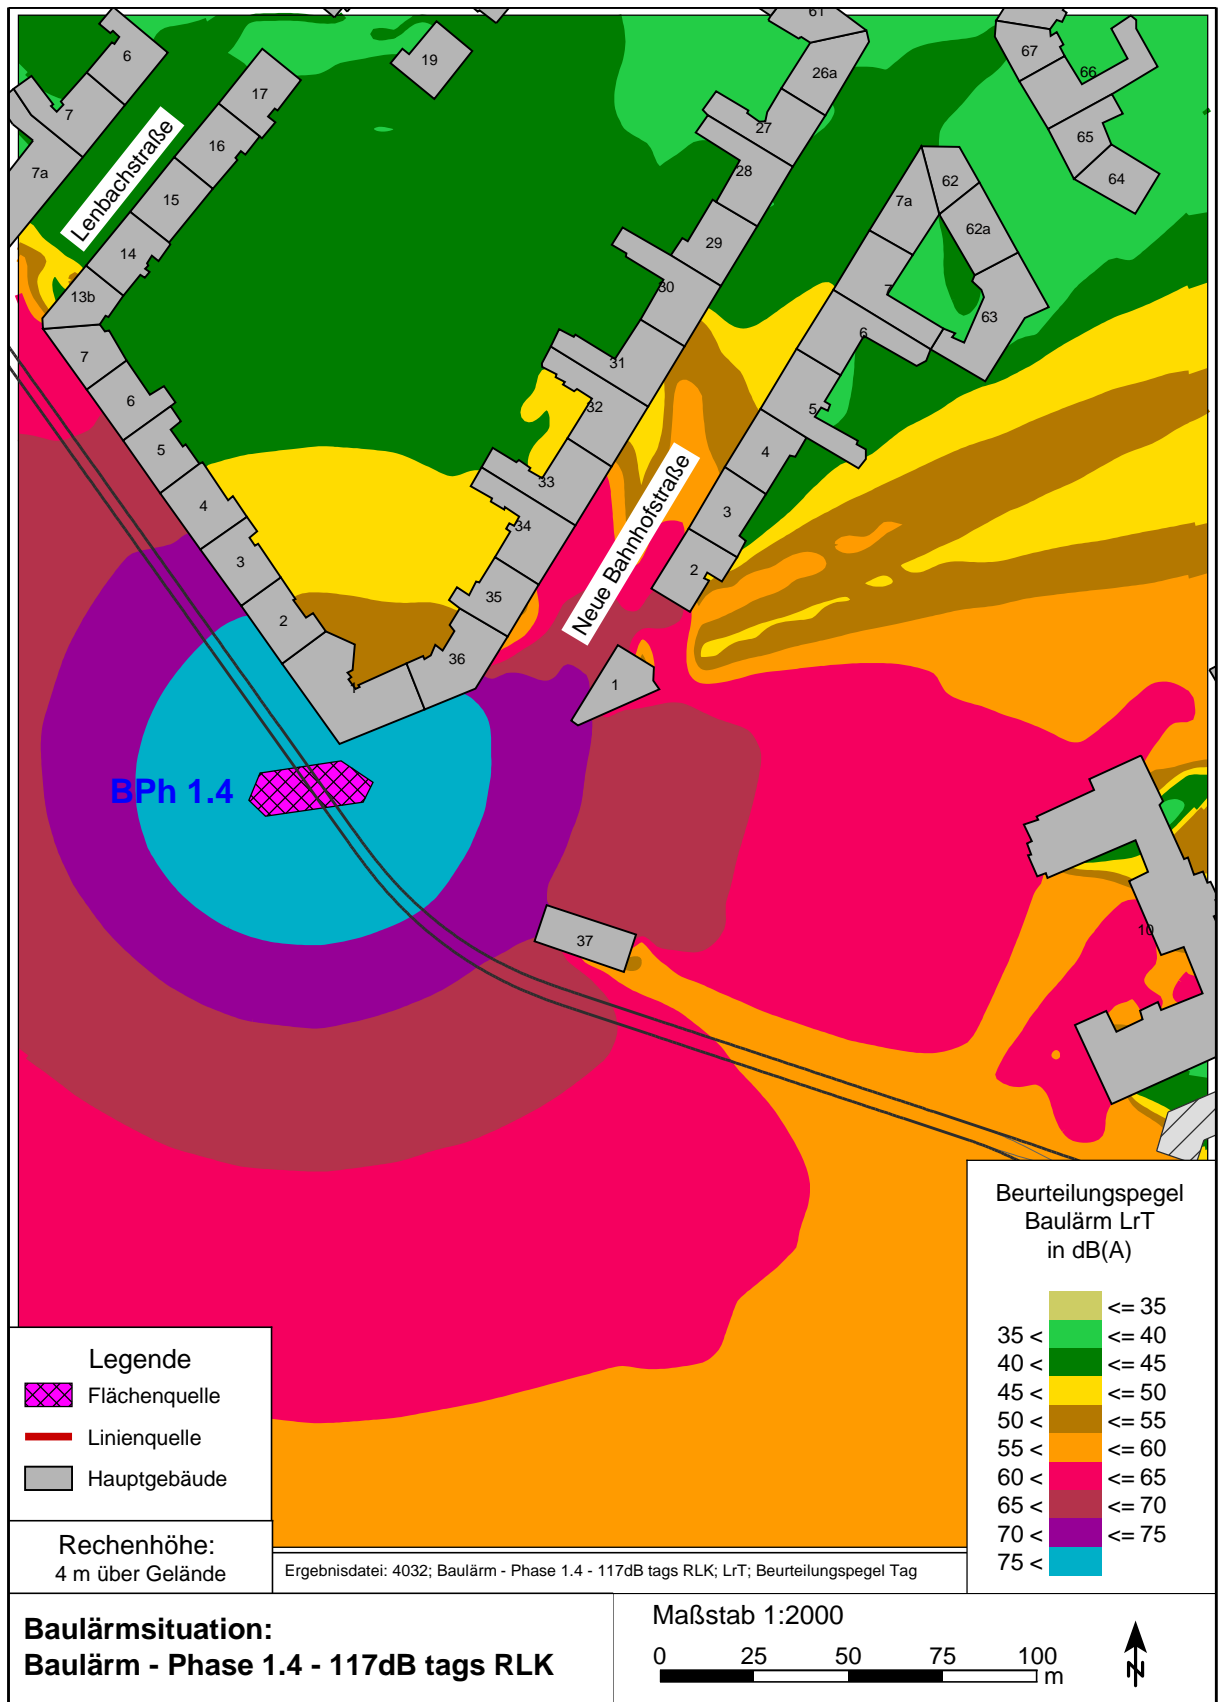 61
6
19
67
26a
66
17
7
27
65
16
7a
28
62
64
7a
15
Lenbachstraße
62a
29
14
30
7
13b
63
6
7
31
6
32
5
5
4
Neue Bahnhofstraße
33
4
3
34
3
2
35
2
36
1
1
BPh 1.4
37
10
Beurteilungspegel
Baulärm LrT
in dB(A)
<= 35
35 < <= 40
40 < <= 45
45 < <= 50
50 < <= 55
55 < <= 60
60 < <= 65
65 < <= 70
70 < <= 75
75 <
Legende
Flächenquelle
Linienquelle
Hauptgebäude
Rechenhöhe:
4 m über Gelände
Ergebnisdatei: 4032; Baulärm - Phase 1.4 - 117dB tags RLK; LrT; Beurteilungspegel Tag
Baulärmsituation:
Baulärm - Phase 1.4 - 117dB tags RLK
Maßstab 1:2000
0 25 50 75 100
m
N